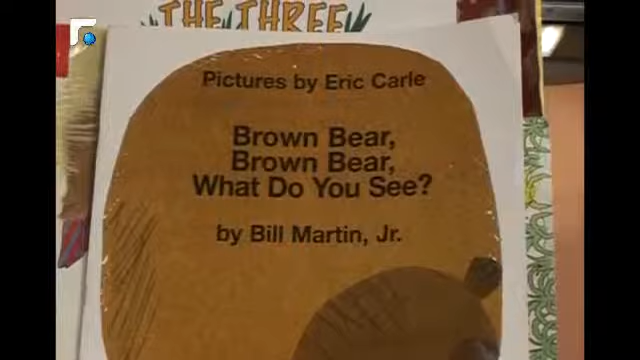 THE THREE
Pictures by Eric Carle
Brown Bear,
Brown Bear,
What Do You See?
by Bill Martin, Jr.